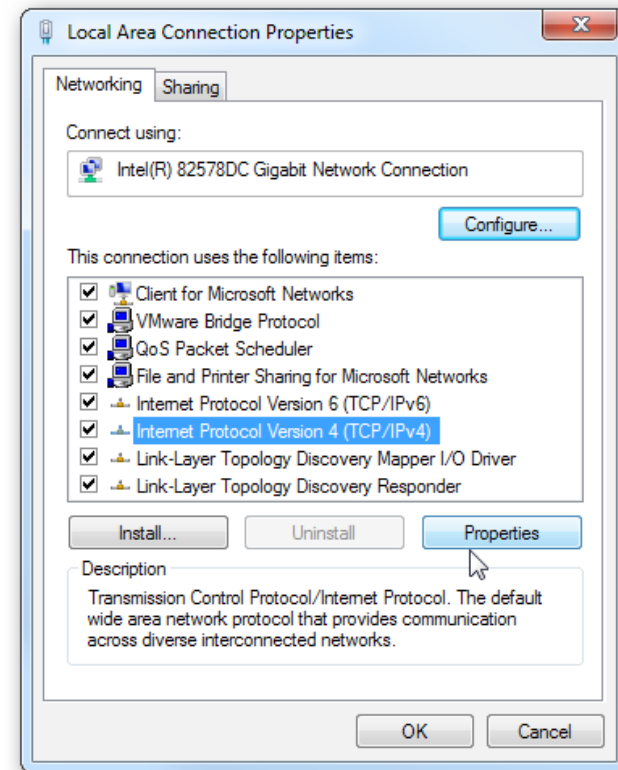 Local Area Connection Properties
Networking
Sharing
Connect using:
Intel(R) 82578DC Gigabit Network Connection
Configure...
This connection uses the following items:
Client for Microsoft Networks
VMware Bridge Protocol
QoS Packet Scheduler
File and Printer Sharing for Microsoft Networks
Internet Protocol Version 6 (TCP/IPv6)
Internet Protocol Version 4 (TCP/IPv4)
Link-Layer Topology Discovery Mapper I/O Driver
Link-Layer Topology Discovery Responder
Install...
Uninstall
Properties
Description
Transmission Control Protocol/Internet Protocol. The default
wide area network protocol that provides communication
across diverse interconnected networks.
OK
Cancel